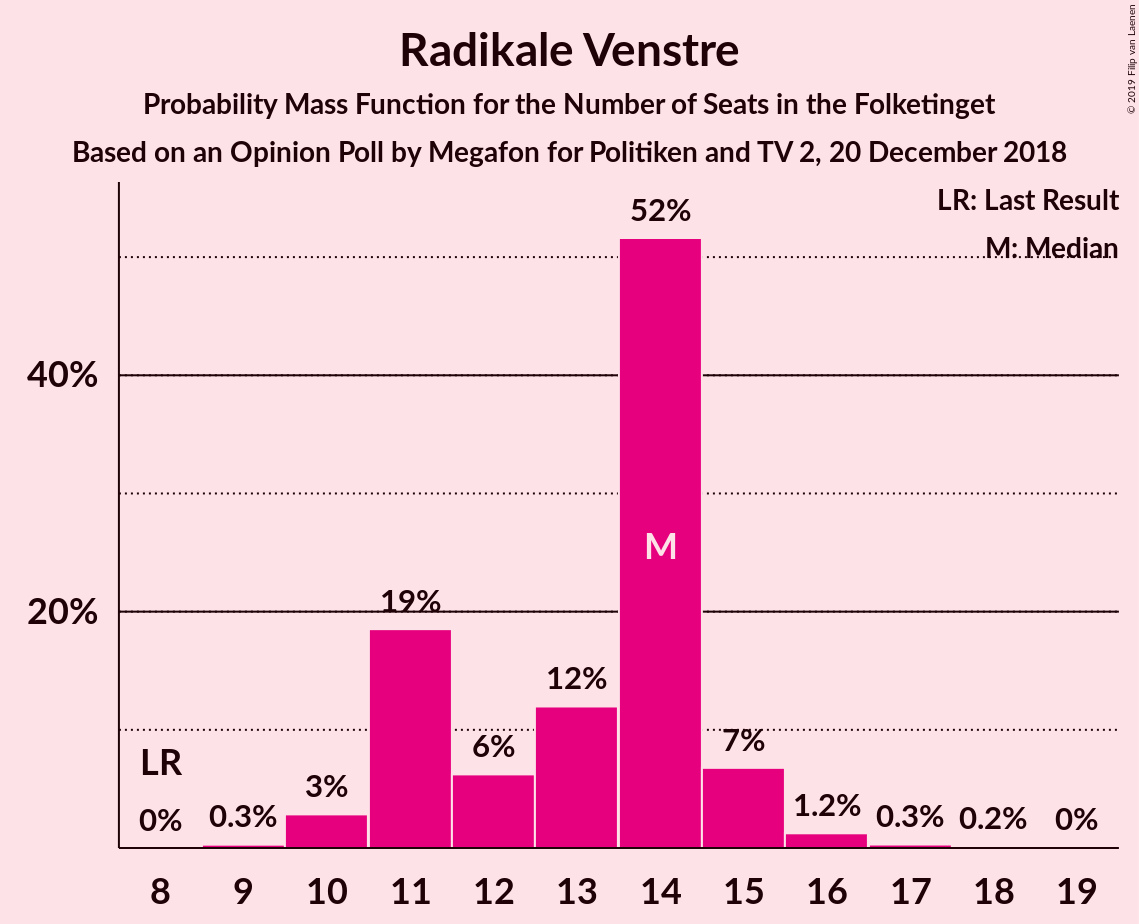 Radikale Venstre
Probability Mass Function for the Number of Seats in the Folketinget
Based on an Opinion Poll by Megafon for Politiken and TV 2, 20 December 2018
© 2019 Filip van Laenen
LR: Last Result
M: Median
40%
20%
LR
0%
0.3%
3%
19%
6%
12%
52%
M
7%
1.2%
0.3%
0.2%
0%
8 9 10 11 12 13 14 15 16 17 18 19